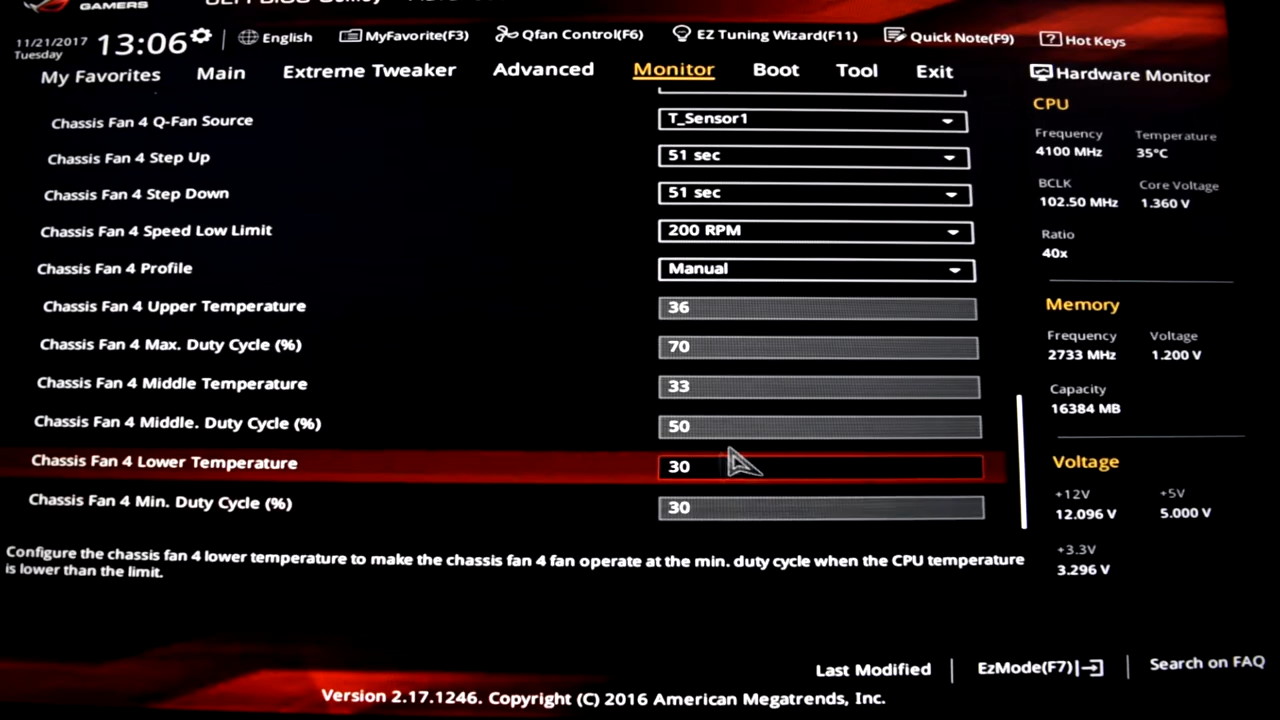 GAMERS
11/21/2017
Tuesday
13:06
English
MyFavorite(F3)
Qfan Control(F6)
EZ Tuning Wizard(F11)
Quick Note(F9)
Hot Keys
My Favorites
Main
Extreme Tweaker
Advanced
Monitor
Boot
Tool
Exit
Hardware Monitor
Chassis Fan 4 Q-Fan Source T_Sensor1
Chassis Fan 4 Step Up 51 sec
Chassis Fan 4 Step Down 51 sec
Chassis Fan 4 Speed Low Limit 200 RPM
Chassis Fan 4 Profile Manual
Chassis Fan 4 Upper Temperature 36
Chassis Fan 4 Max. Duty Cycle (%) 70
Chassis Fan 4 Middle Temperature 33
Chassis Fan 4 Middle. Duty Cycle (%) 50
Chassis Fan 4 Lower Temperature 30
Chassis Fan 4 Min. Duty Cycle (%) 30
Configure the chassis fan 4 lower temperature to make the chassis fan 4 fan operate at the min. duty cycle when the CPU temperature
is lower than the limit.
CPU
Frequency Temperature
4100 MHz 35°C
BCLK Core Voltage
102.50 MHz 1.360 V
Ratio
40x
Memory
Frequency Voltage
2733 MHz 1.200 V
Capacity
16384 MB
Voltage
+12V +5V
12.096 V 5.000 V
+3.3V
3.296 V
Last Modified
EzMode(F7)
Search on FAQ
Version 2.17.1246. Copyright (C) 2016 American Megatrends, Inc.